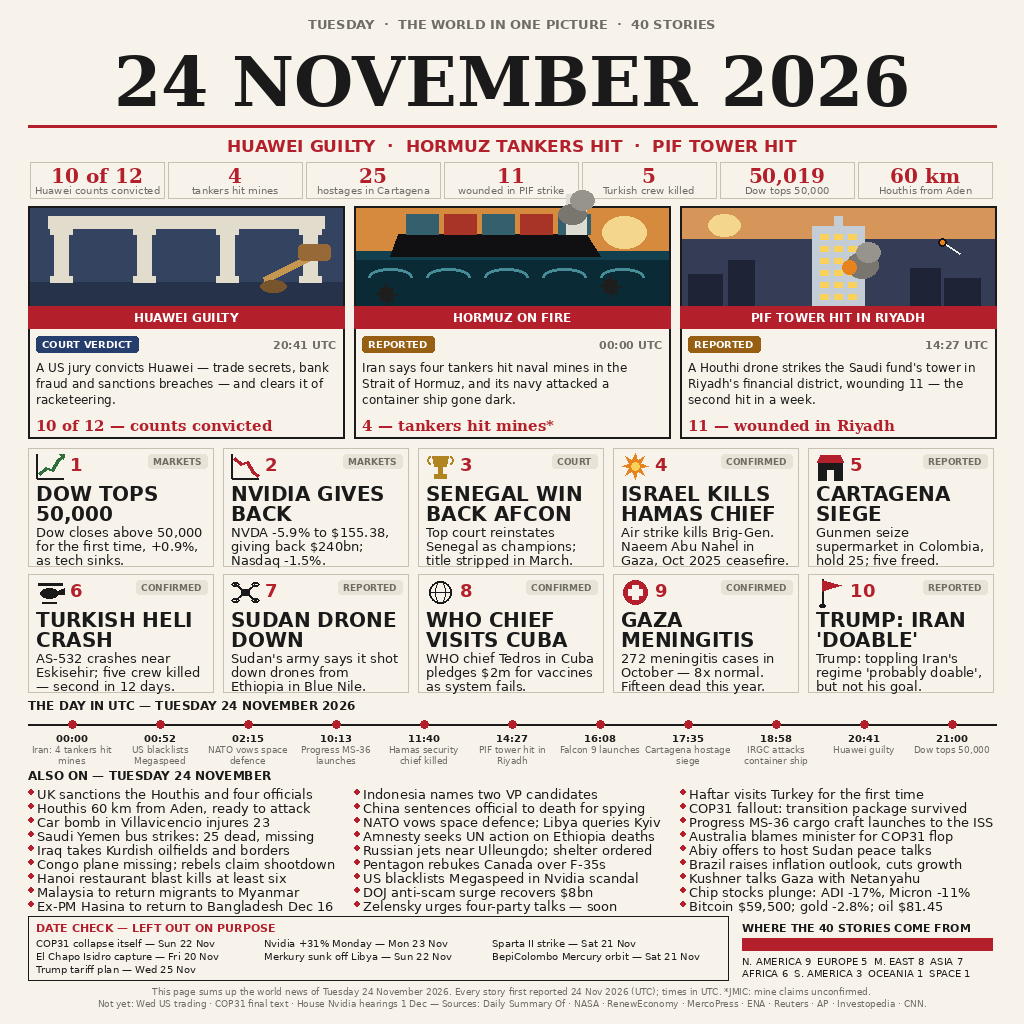 TUESDAY · THE WORLD IN ONE PICTURE · 40 STORIES
24 NOVEMBER 2026
HUAWEI GUILTY · HORMUZ TANKERS HIT · PIF TOWER HIT
10 of 12
Huawei counts convicted
4
tankers hit mines
25
hostages in Cartagena
11
wounded in PIF strike
5
Turkish crew killed
50,019
Dow tops 50,000
60 km
Houthis from Aden
HUAWEI GUILTY
COURT VERDICT 20:41 UTC
A US jury convicts Huawei — trade secrets, bank
fraud and sanctions breaches — and clears it of
racketeering.
10 of 12 — counts convicted
HORMUZ ON FIRE
REPORTED 00:00 UTC
Iran says four tankers hit naval mines in the
Strait of Hormuz, and its navy attacked a
container ship gone dark.
4 — tankers hit mines*
PIF TOWER HIT IN RIYADH
REPORTED 14:27 UTC
A Houthi drone strikes the Saudi fund's tower in
Riyadh's financial district, wounding 11 — the
second hit in a week.
11 — wounded in Riyadh
1 MARKETS
DOW TOPS
50,000
Dow closes above 50,000
for the first time, +0.9%,
as tech sinks.
2 MARKETS
NVIDIA GIVES
BACK
NVDA -5.9% to $155.38,
giving back $240bn;
Nasdaq -1.5%.
3 COURT
SENEGAL WIN
BACK AFCON
Top court reinstates
Senegal as champions;
title stripped in March.
4 CONFIRMED
ISRAEL KILLS
HAMAS CHIEF
Air strike kills Brig-Gen.
Naeem Abu Nahel in
Gaza, Oct 2025 ceasefire.
5 REPORTED
CARTAGENA
SIEGE
Gunmen seize
supermarket in Colombia,
hold 25; five freed.
6 CONFIRMED
TURKISH HELI
CRASH
AS-532 crashes near
Eskisehir; five crew killed
— second in 12 days.
7 REPORTED
SUDAN DRONE
DOWN
Sudan's army says it shot
down drones from
Ethiopia in Blue Nile.
8 CONFIRMED
WHO CHIEF
VISITS CUBA
WHO chief Tedros in Cuba
pledges $2m for vaccines
as system fails.
9 CONFIRMED
GAZA
MENINGITIS
272 meningitis cases in
October — 8x normal.
Fifteen dead this year.
10 REPORTED
TRUMP: IRAN
'DOABLE'
Trump: toppling Iran's
regime 'probably doable',
but not his goal.
THE DAY IN UTC — TUESDAY 24 NOVEMBER 2026
00:00
Iran: 4 tankers hit
mines
00:52
US blacklists
Megaspeed
02:15
NATO vows space
defence
10:13
Progress MS-36
launches
11:40
Hamas security
chief killed
14:27
PIF tower hit in
Riyadh
16:08
Falcon 9 launches
17:35
Cartagena hostage
siege
18:58
IRGC attacks
container ship
20:41
Huawei guilty
21:00
Dow tops 50,000
ALSO ON — TUESDAY 24 NOVEMBER
UK sanctions the Houthis and four officials
Houthis 60 km from Aden, ready to attack
Car bomb in Villavicencio injures 23
Saudi Yemen bus strikes: 25 dead, missing
Iraq takes Kurdish oilfields and borders
Congo plane missing; rebels claim shootdown
Hanoi restaurant blast kills at least six
Malaysia to return migrants to Myanmar
Ex-PM Hasina to return to Bangladesh Dec 16
Indonesia names two VP candidates
China sentences official to death for spying
NATO vows space defence; Libya queries Kyiv
Amnesty seeks UN action on Ethiopia deaths
Russian jets near Ulleungdo; shelter ordered
Pentagon rebukes Canada over F-35s
US blacklists Megaspeed in Nvidia scandal
DOJ anti-scam surge recovers $8bn
Zelensky urges four-party talks — soon
Haftar visits Turkey for the first time
COP31 fallout: transition package survived
Progress MS-36 cargo craft launches to the ISS
Australia blames minister for COP31 flop
Abiy offers to host Sudan peace talks
Brazil raises inflation outlook, cuts growth
Kushner talks Gaza with Netanyahu
Chip stocks plunge: ADI -17%, Micron -11%
Bitcoin $59,500; gold -2.8%; oil $81.45
DATE CHECK — LEFT OUT ON PURPOSE
COP31 collapse itself — Sun 22 Nov
El Chapo Isidro capture — Fri 20 Nov
Trump tariff plan — Wed 25 Nov
Nvidia +31% Monday — Mon 23 Nov
Merkury sunk off Libya — Sun 22 Nov
Sparta II strike — Sat 21 Nov
BepiColombo Mercury orbit — Sat 21 Nov
WHERE THE 40 STORIES COME FROM
N. AMERICA 9 EUROPE 5 M. EAST 8 ASIA 7
AFRICA 6 S. AMERICA 3 OCEANIA 1 SPACE 1
This page sums up the world news of Tuesday 24 November 2026. Every story first reported 24 Nov 2026 (UTC); times in UTC. *JMIC: mine claims unconfirmed.
Not yet: Wed US trading · COP31 final text · House Nvidia hearings 1 Dec — Sources: Daily Summary Of · NASA · RenewEconomy · MercoPress · ENA · Reuters · AP · Investopedia · CNN.